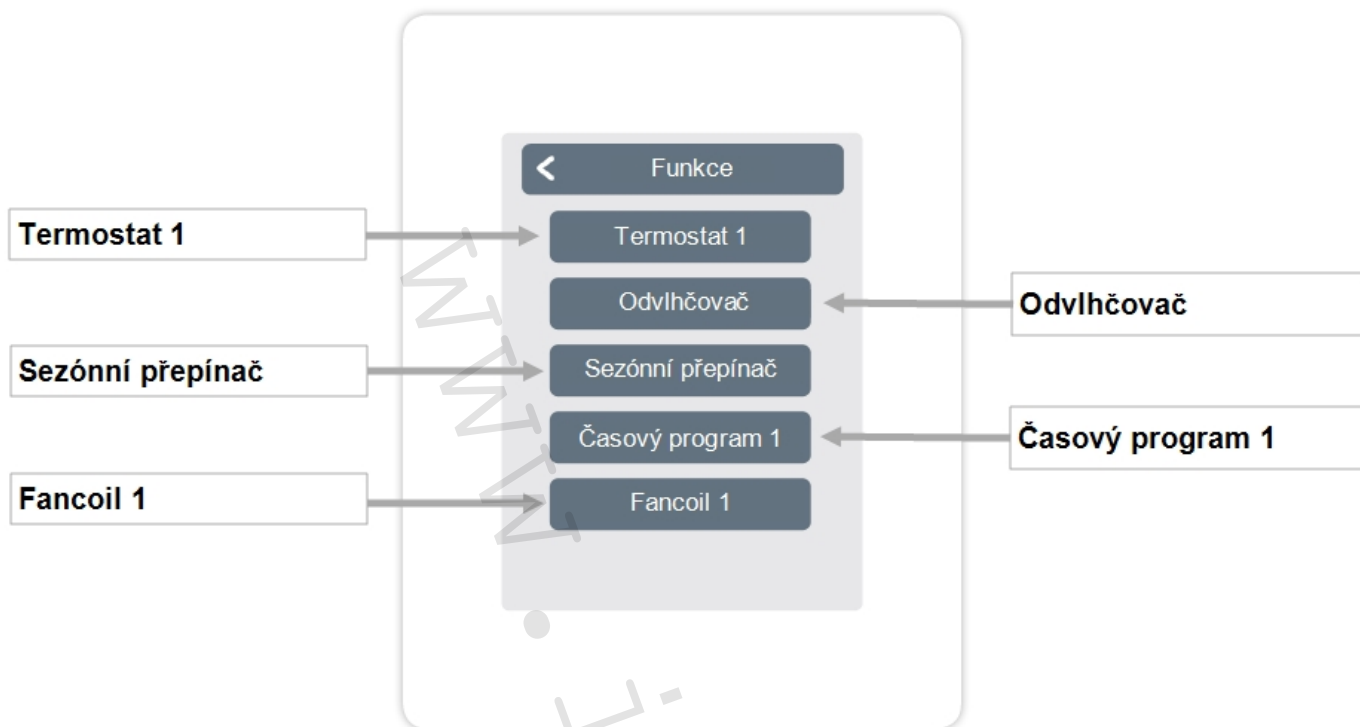 Funkce
Termostat 1
Termostat 1
Odvlhčovač
Odvlhčovač
Sezónní přepínač
Sezónní přepínač
Časový program 1
Časový program 1
Fancoil 1
Fancoil 1
www.